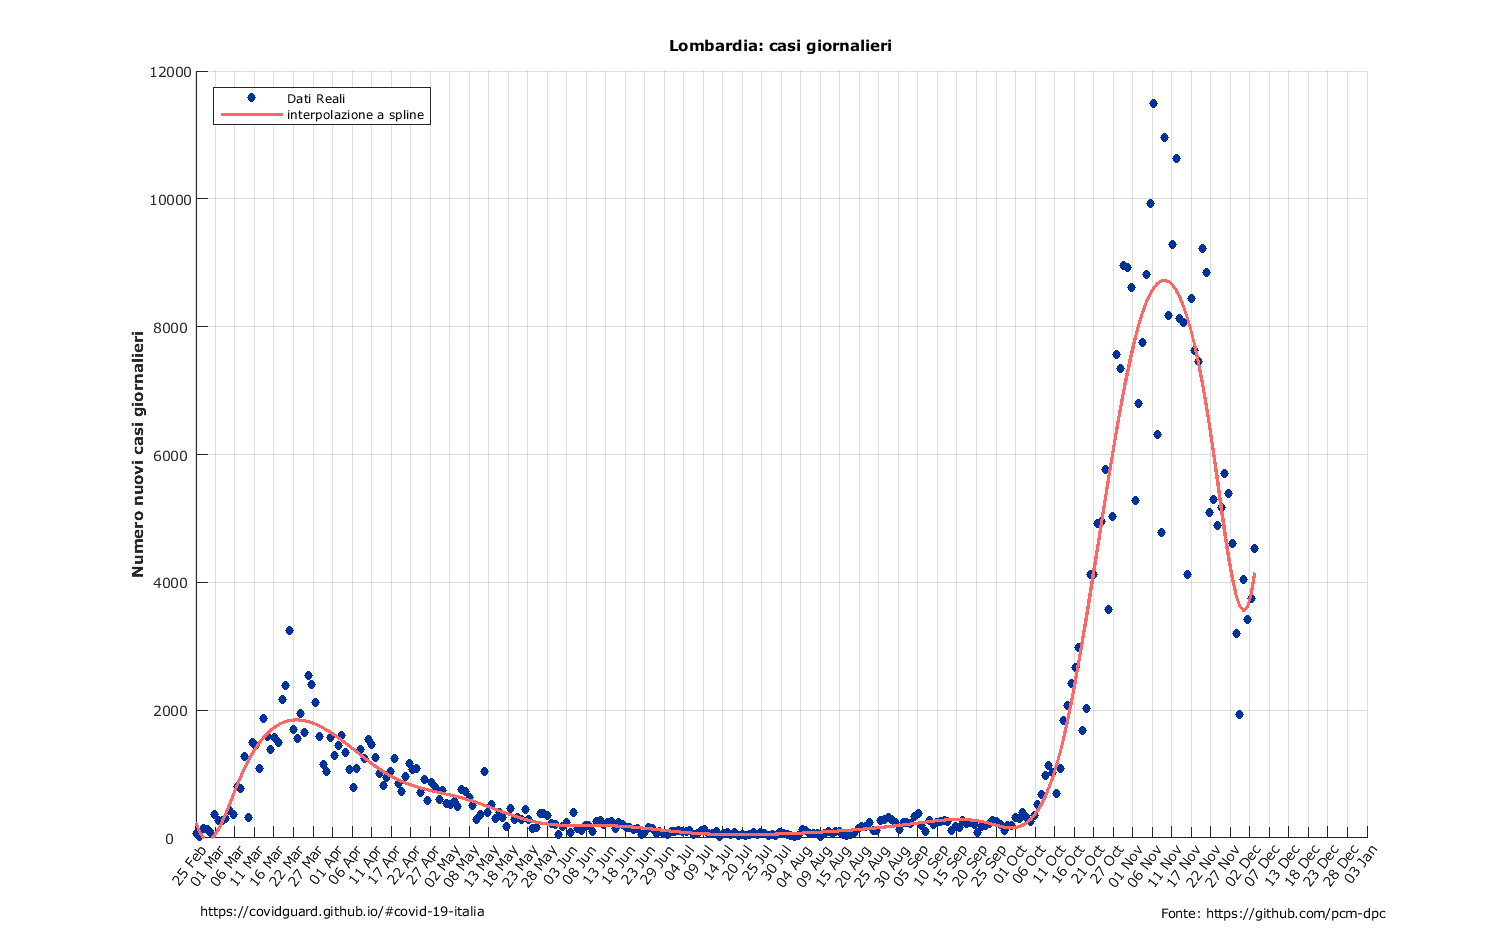 Lombardia: casi giornalieri
Dati Reali
interpolazione a spline
Numero nuovi casi giornalieri
12000
10000
8000
6000
4000
2000
0
25 Feb
01 Mar
06 Mar
11 Mar
16 Mar
22 Mar
27 Mar
01 Apr
06 Apr
11 Apr
17 Apr
22 Apr
27 Apr
02 May
08 May
13 May
18 May
23 May
28 May
03 Jun
08 Jun
13 Jun
18 Jun
23 Jun
29 Jun
04 Jul
09 Jul
14 Jul
20 Jul
25 Jul
30 Jul
04 Aug
09 Aug
15 Aug
20 Aug
25 Aug
30 Aug
05 Sep
10 Sep
15 Sep
20 Sep
25 Sep
01 Oct
06 Oct
11 Oct
16 Oct
21 Oct
27 Oct
01 Nov
06 Nov
11 Nov
17 Nov
22 Nov
27 Nov
02 Dec
07 Dec
13 Dec
18 Dec
23 Dec
28 Dec
03 Jan
https://covidguard.github.io/#covid-19-italia
Fonte: https://github.com/pcm-dpc